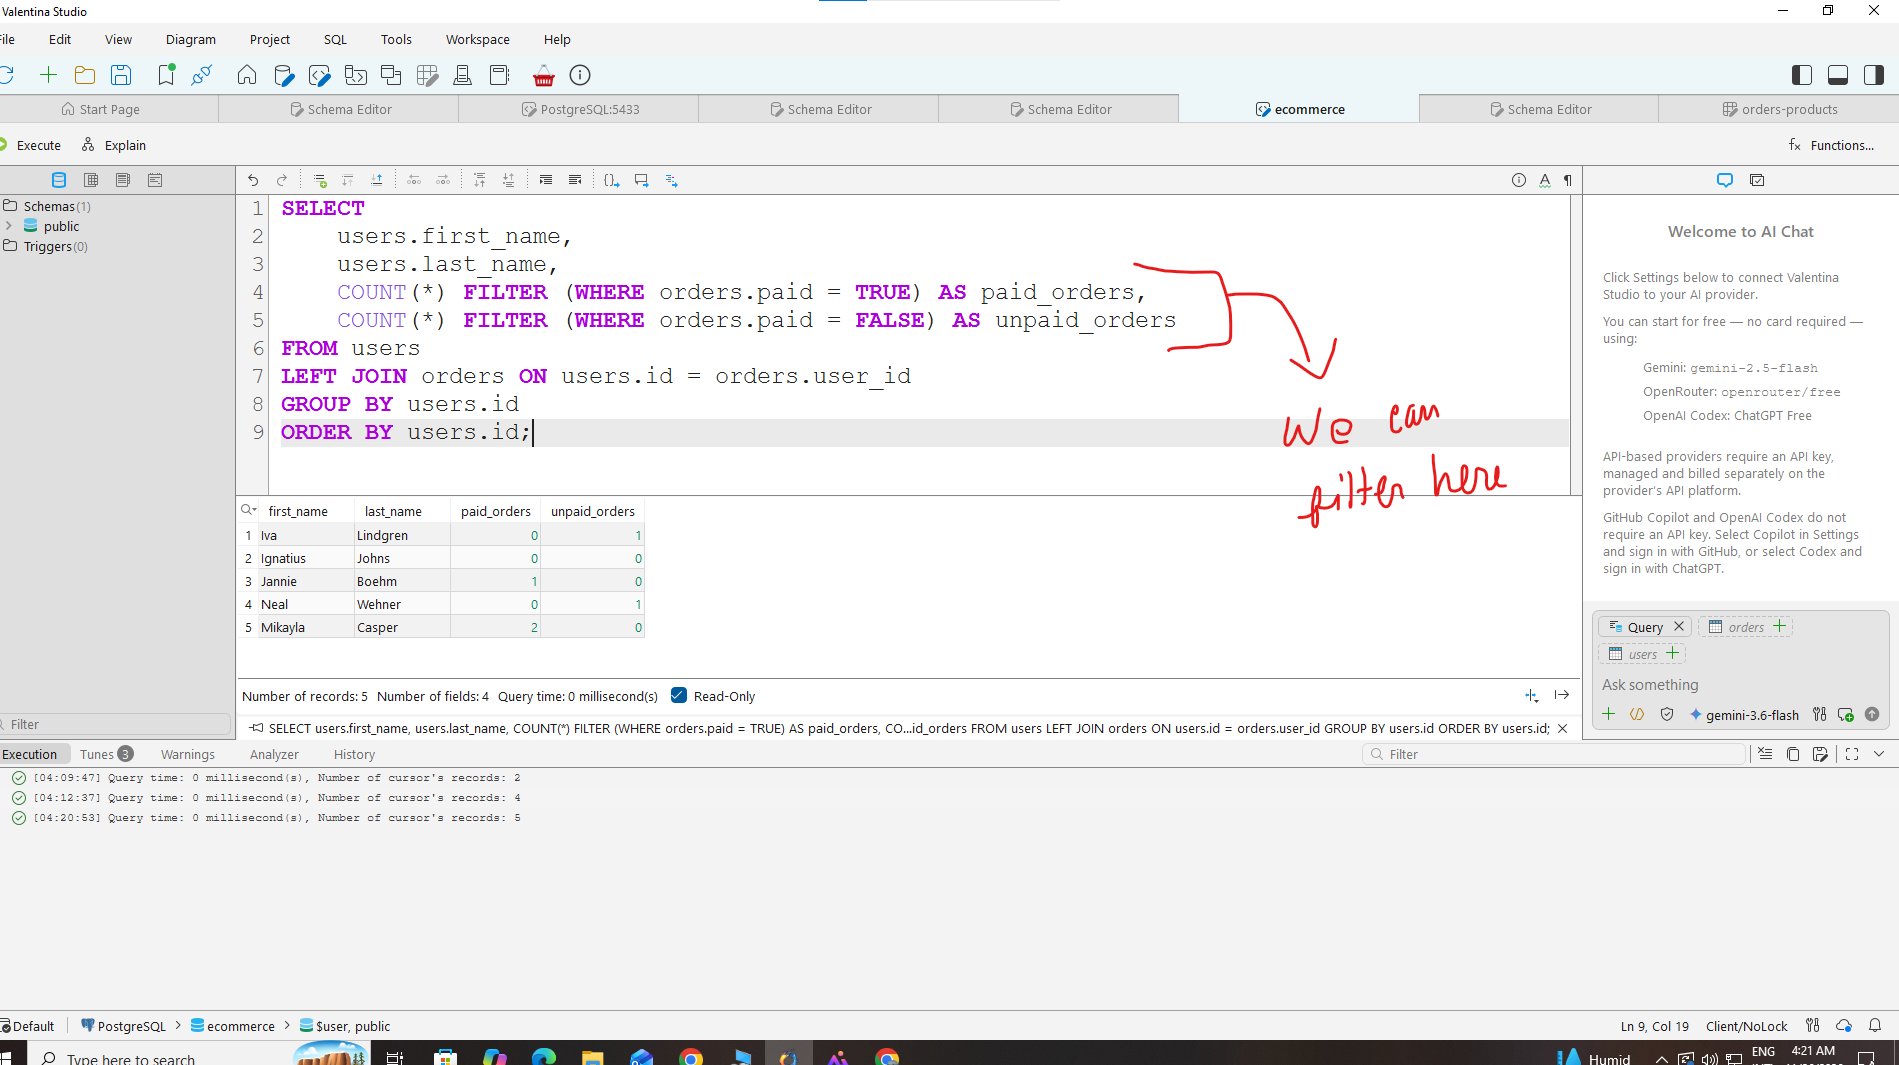 Valentina Studio
File Edit View Diagram Project SQL Tools Workspace Help
Start Page Schema Editor PostgreSQL:5433 Schema Editor Schema Editor ecommerce Schema Editor orders-products
Execute Explain Functions...
Schemas(1)
public
Triggers(0)
Filter
1 SELECT
2 users.first_name,
3 users.last_name,
4 COUNT(*) FILTER (WHERE orders.paid = TRUE) AS paid_orders,
5 COUNT(*) FILTER (WHERE orders.paid = FALSE) AS unpaid_orders
6 FROM users
7 LEFT JOIN orders ON users.id = orders.user_id
8 GROUP BY users.id
9 ORDER BY users.id;
We can
filter here
first_name last_name paid_orders unpaid_orders
1 Iva Lindgren 0 1
2 Ignatius Johns 0 0
3 Jannie Boehm 1 0
4 Neal Wehner 0 1
5 Mikayla Casper 2 0
Number of records: 5 Number of fields: 4 Query time: 0 millisecond(s) Read-Only
SELECT users.first_name, users.last_name, COUNT(*) FILTER (WHERE orders.paid = TRUE) AS paid_orders, CO...id_orders FROM users LEFT JOIN orders ON users.id = orders.user_id GROUP BY users.id ORDER BY users.id;
Welcome to AI Chat
Click Settings below to connect Valentina
Studio to your AI provider.
You can start for free — no card required —
using:
Gemini: gemini-2.5-flash
OpenRouter: openrouter/free
OpenAI Codex: ChatGPT Free
API-based providers require an API key,
managed and billed separately on the
provider's API platform.
GitHub Copilot and OpenAI Codex do not
require an API key. Select Copilot in Settings
and sign in with GitHub, or select Codex and
sign in with ChatGPT.
Query orders
users
Ask something
gemini-3.6-flash
Execution Tunes 3 Warnings Analyzer History Filter
[04:09:47] Query time: 0 millisecond(s), Number of cursor's records: 2
[04:12:37] Query time: 0 millisecond(s), Number of cursor's records: 4
[04:20:53] Query time: 0 millisecond(s), Number of cursor's records: 5
Default PostgreSQL ecommerce $user, public Ln 9, Col 19 Client/NoLock
Type here to search Humid ENG 4:21 AM